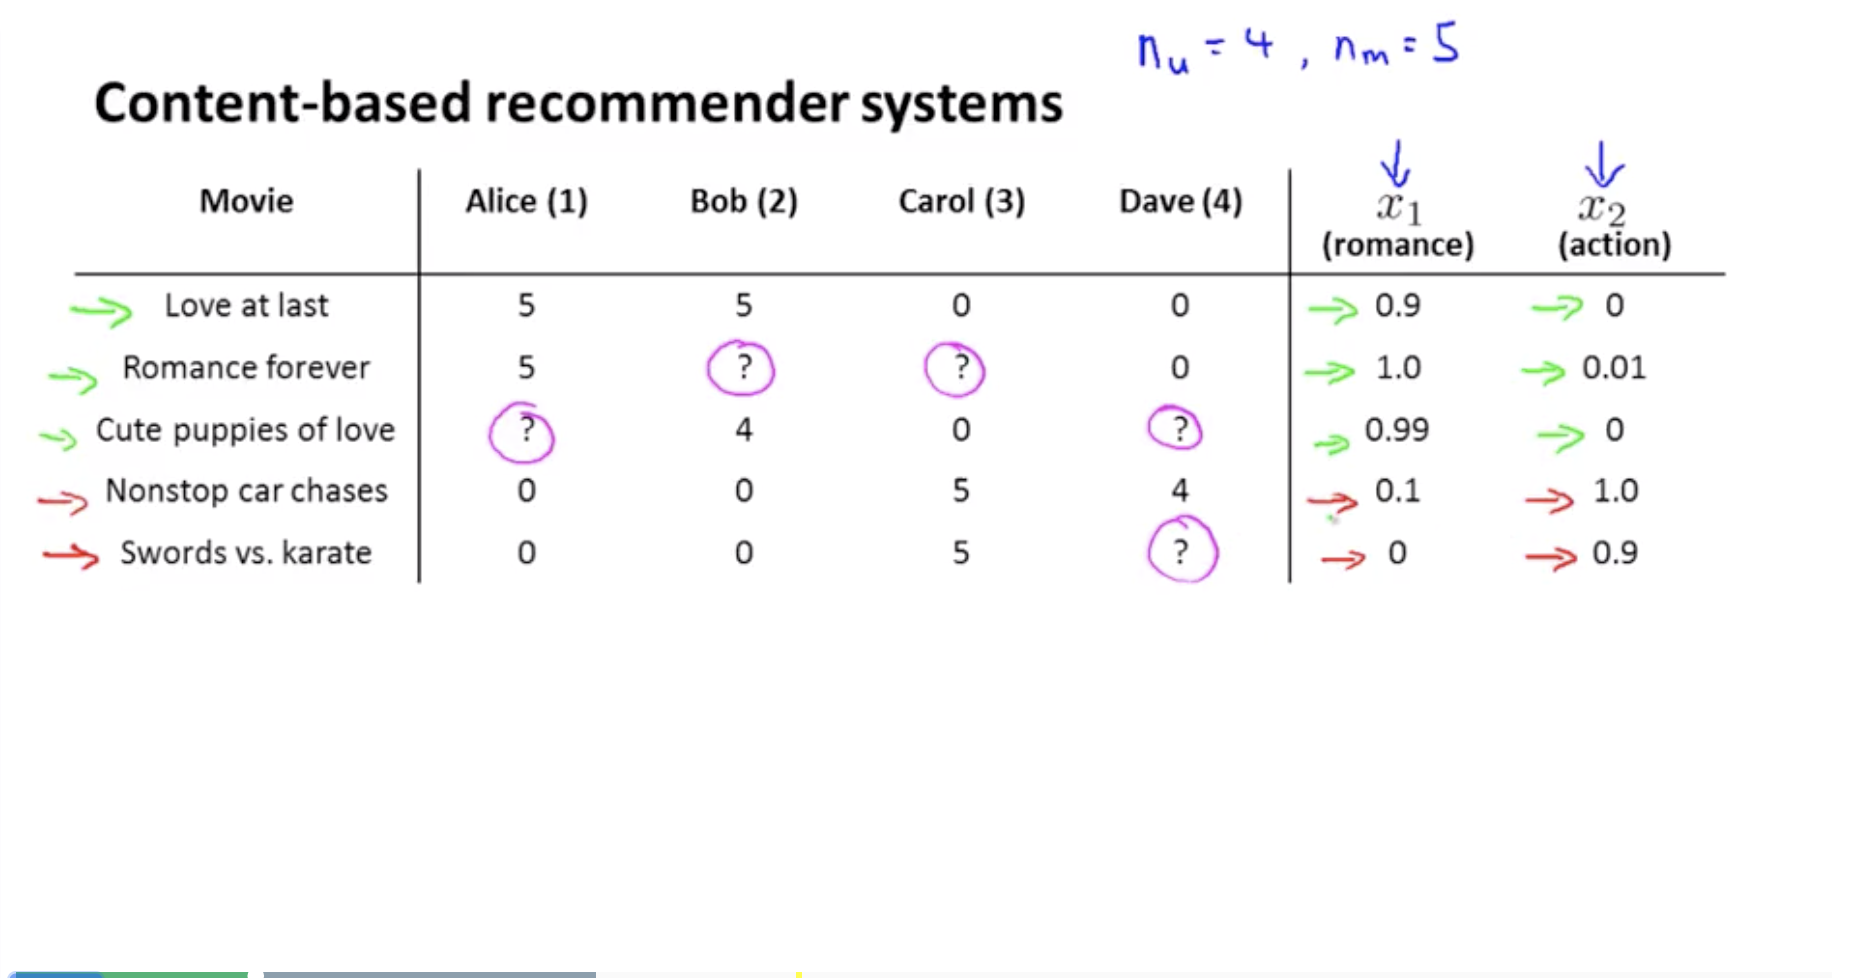 n_u = 4 , n_m = 5
Content-based recommender systems
Movie Alice (1) Bob (2) Carol (3) Dave (4) x₁ (romance) x₂ (action)
Love at last 5 5 0 0 0.9 0
Romance forever 5 ? ? 0 1.0 0.01
Cute puppies of love ? 4 0 ? 0.99 0
Nonstop car chases 0 0 5 4 0.1 1.0
Swords vs. karate 0 0 5 ? 0 0.9